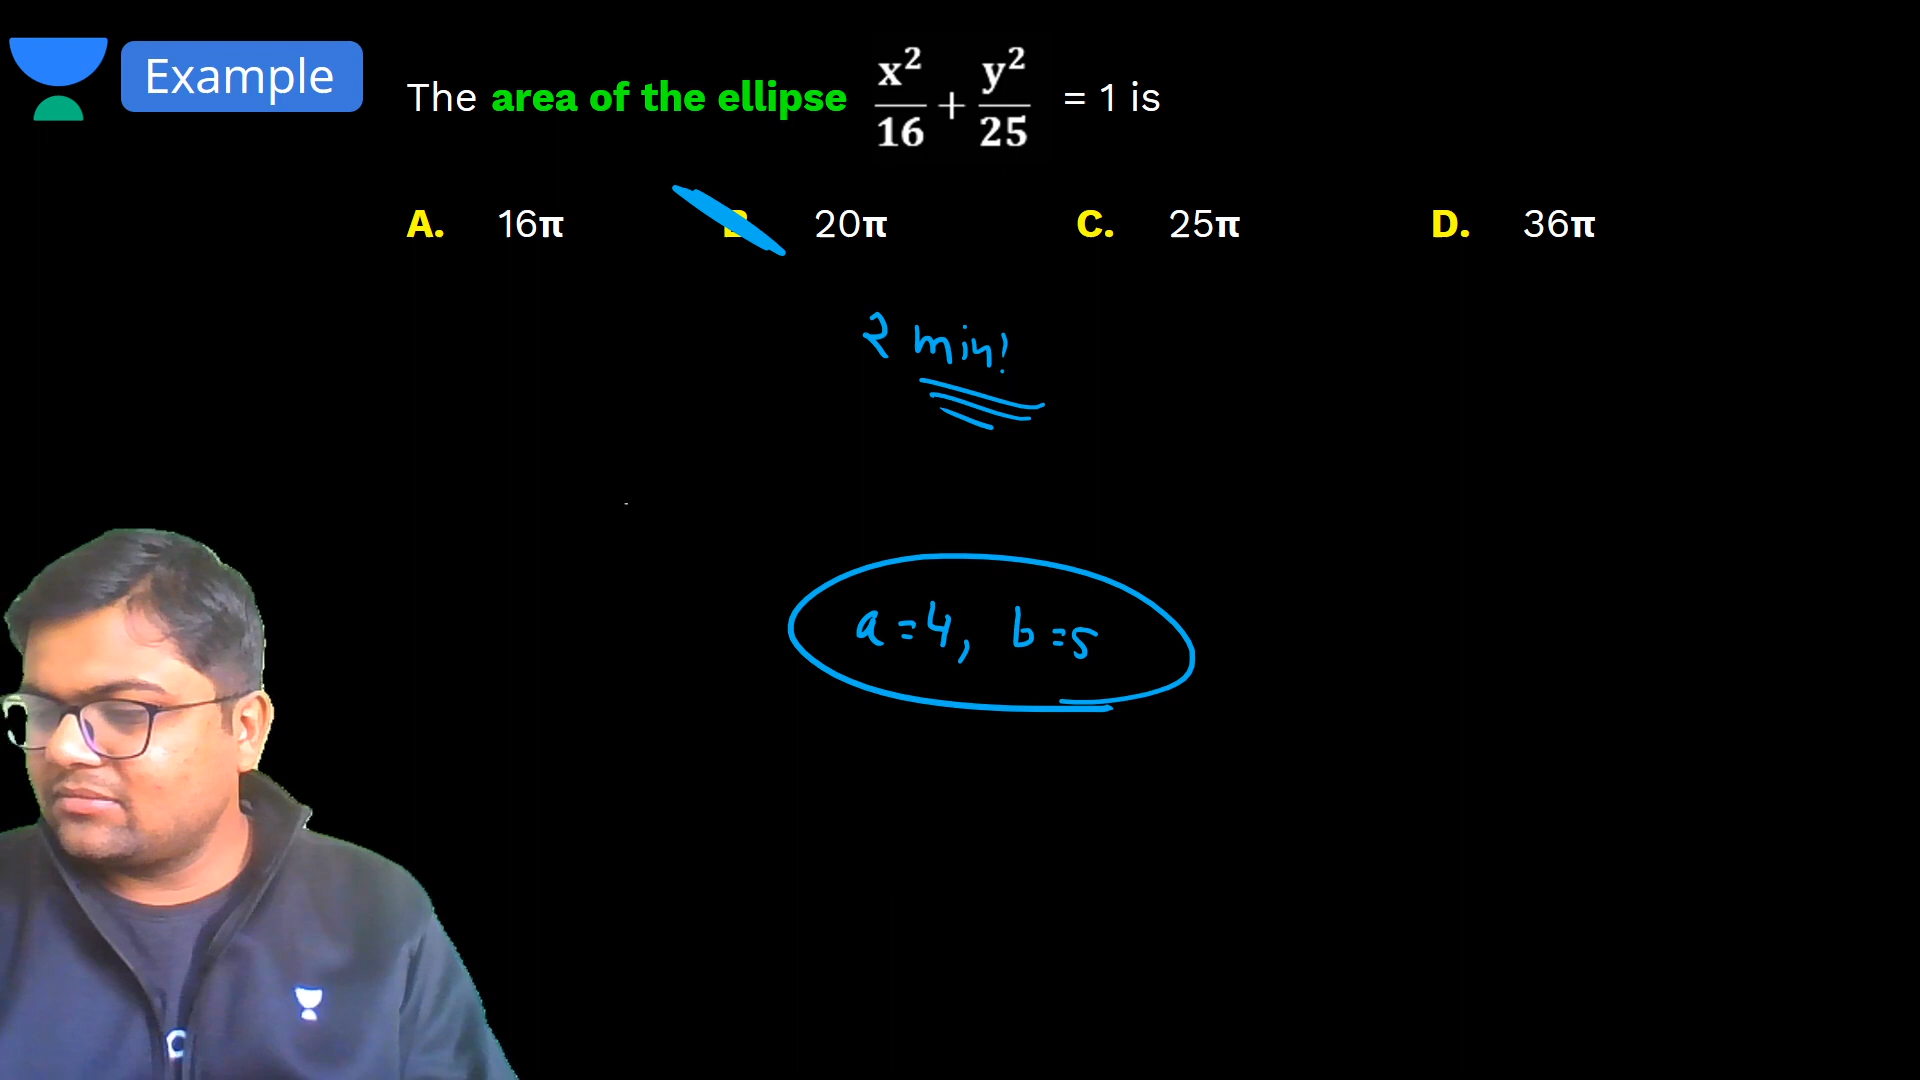 Example
The area of the ellipse x²/16 + y²/25 = 1 is
A. 16π B. 20π C. 25π D. 36π
2 min!
a=4, b=5